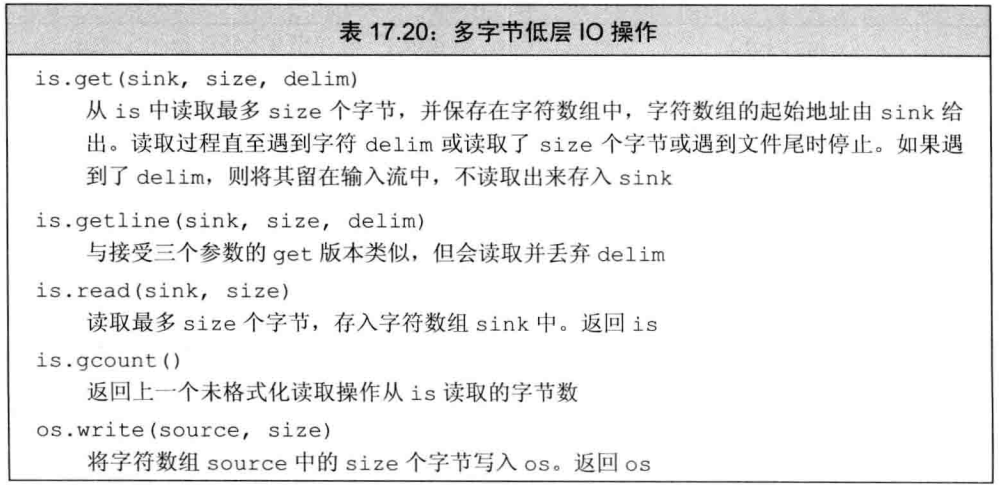 表 17.20：多字节低层 IO 操作
is.get(sink, size, delim)
从 is 中读取最多 size 个字节，并保存在字符数组中，字符数组的起始地址由 sink 给
出。读取过程直至遇到字符 delim 或读取了 size 个字节或遇到文件尾时停止。如果遇
到了 delim，则将其留在输入流中，不读取出来存入 sink
is.getline(sink, size, delim)
与接受三个参数的 get 版本类似，但会读取并丢弃 delim
is.read(sink, size)
读取最多 size 个字节，存入字符数组 sink 中。返回 is
is.gcount()
返回上一个未格式化读取操作从 is 读取的字节数
os.write(source, size)
将字符数组 source 中的 size 个字节写入 os。返回 os